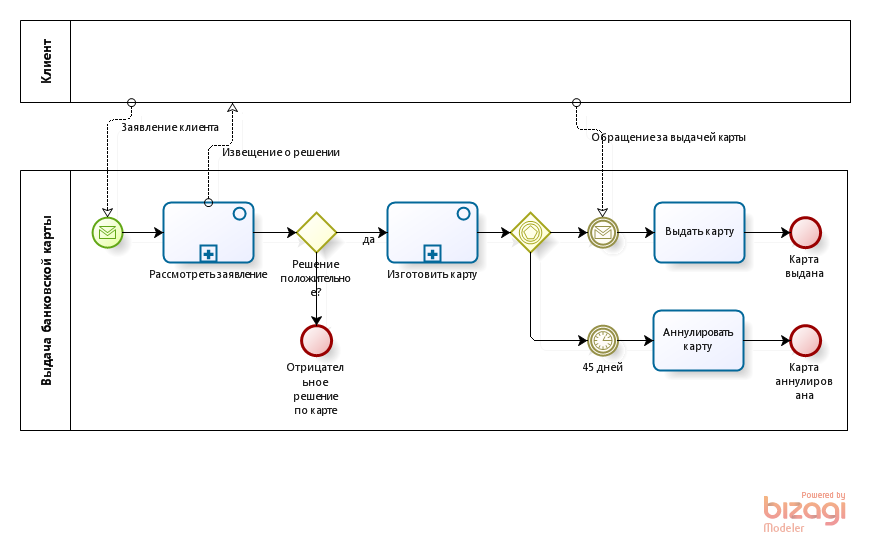 Клиент
Заявление клиента
Обращение за выдачей карты
Извещение о решении
Выдача банковской карты
Выдать карту
да
Рассмотреть заявление
Решение
положительно
е?
Изготовить карту
Карта
выдана
Аннулировать
карту
Отрицател
ьное
решение
по карте
45 дней
Карта
аннулиров
ана
Powered by
bizagi
Modeler